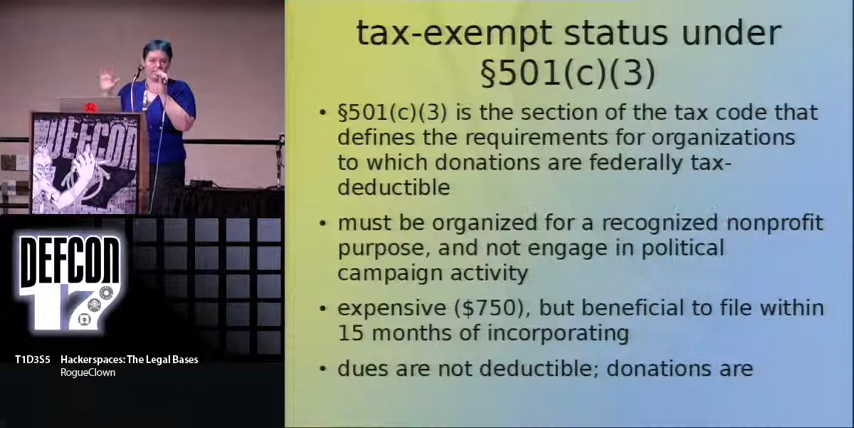 tax-exempt status under
§501(c)(3)
• §501(c)(3) is the section of the tax code that
defines the requirements for organizations
to which donations are federally tax-
deductible
• must be organized for a recognized nonprofit
purpose, and not engage in political
campaign activity
• expensive ($750), but beneficial to file within
15 months of incorporating
• dues are not deductible; donations are
DEFCON
DEFCON
17
T1D3S5 Hackerspaces: The Legal Bases
RogueClown